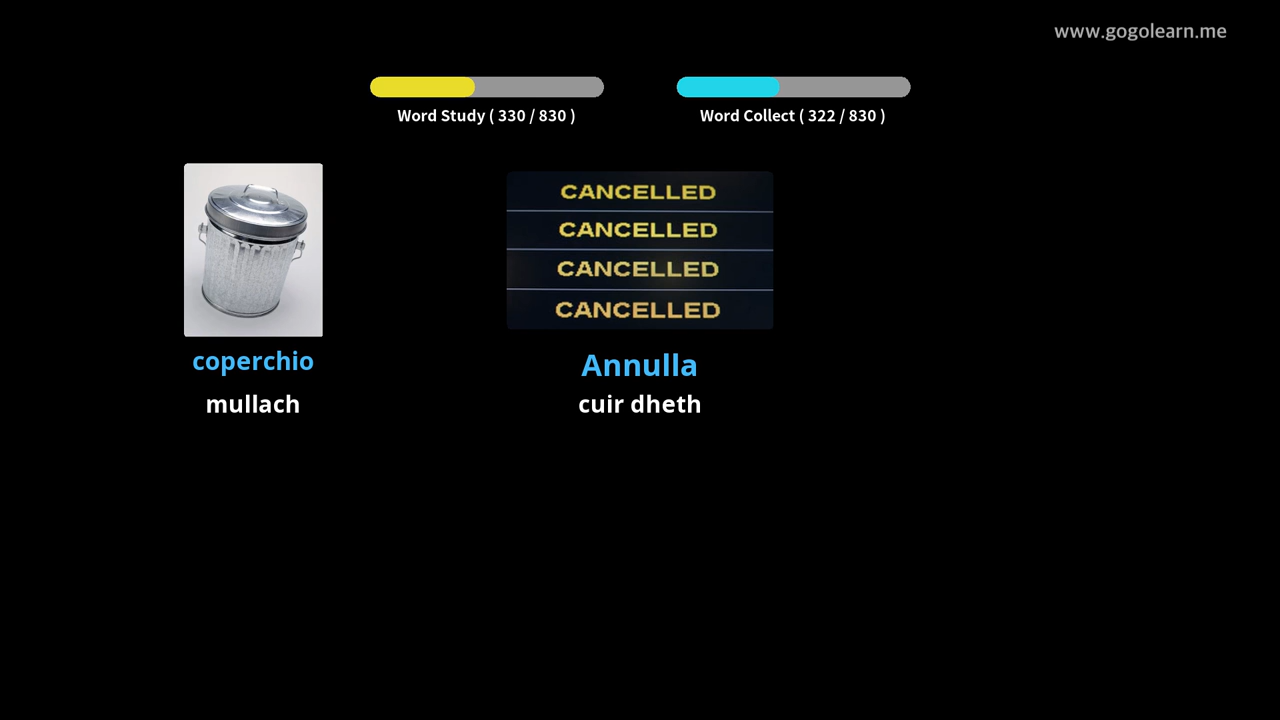 www.gogolearn.me
Word Study ( 330 / 830 )
Word Collect ( 322 / 830 )
CANCELLED
CANCELLED
CANCELLED
CANCELLED
coperchio
mullach
Annulla
cuir dheth